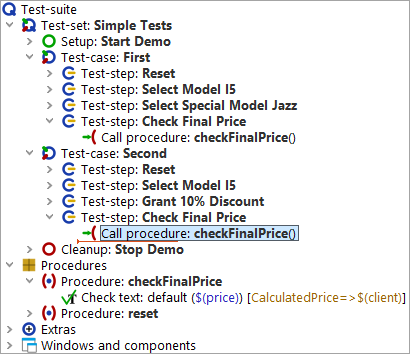 Test-suite
Test-set: Simple Tests
Setup: Start Demo
Test-case: First
Test-step: Reset
Test-step: Select Model I5
Test-step: Select Special Model Jazz
Test-step: Check Final Price
Call procedure: checkFinalPrice()
Test-case: Second
Test-step: Reset
Test-step: Select Model I5
Test-step: Grant 10% Discount
Test-step: Check Final Price
Call procedure: checkFinalPrice()
Cleanup: Stop Demo
Procedures
Procedure: checkFinalPrice
Check text: default ($(price)) [CalculatedPrice=>$(client)]
Procedure: reset
Extras
Windows and components